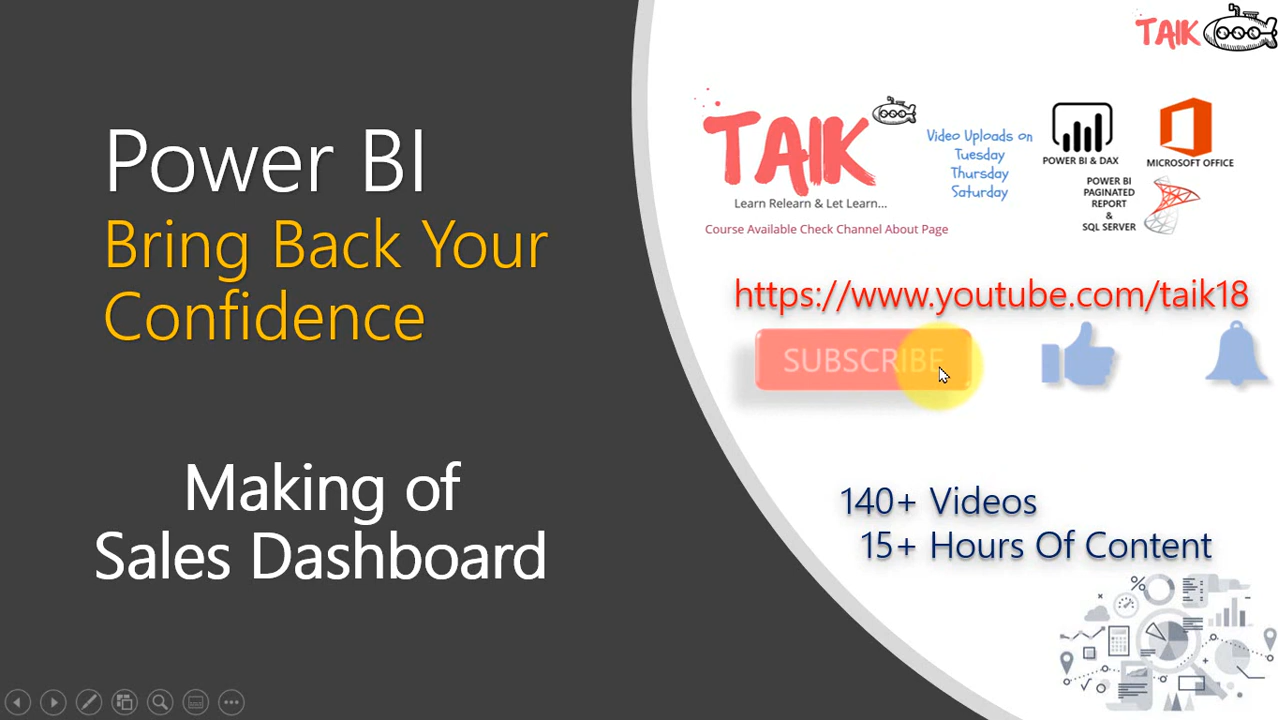 Power BI
Bring Back Your
Confidence
Making of
Sales Dashboard
TAIK
TAIK
Learn Relearn & Let Learn...
Course Available Check Channel About Page
Video Uploads on
Tuesday
Thursday
Saturday
POWER BI & DAX
MICROSOFT OFFICE
POWER BI
PAGINATED
REPORT
&
SQL SERVER
https://www.youtube.com/taik18
SUBSCRIBE
140+ Videos
15+ Hours Of Content